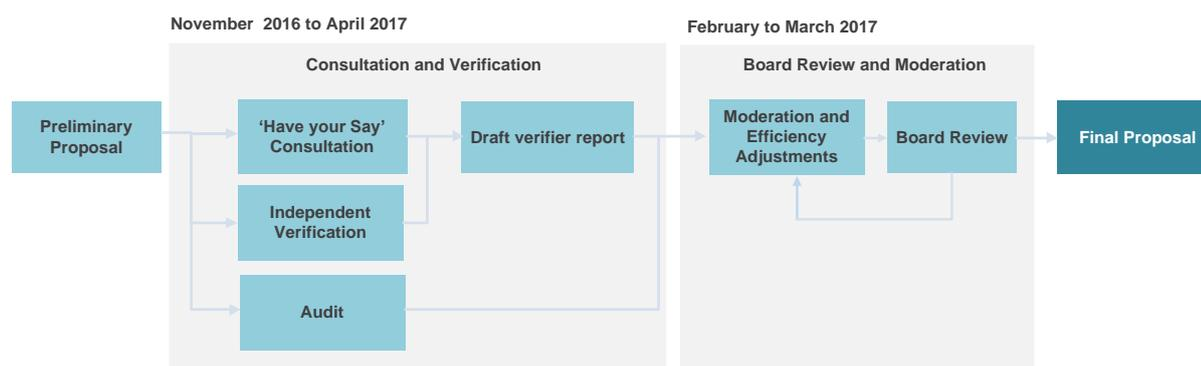 November  2016 to April 2017
February to March 2017
Consultation and Verification
Board Review and Moderation
Preliminary
Proposal
‘Have your Say’
Consultation
Draft verifier report
Moderation and
Efficiency
Adjustments
Board Review
Final Proposal
Independent
Verification
Audit